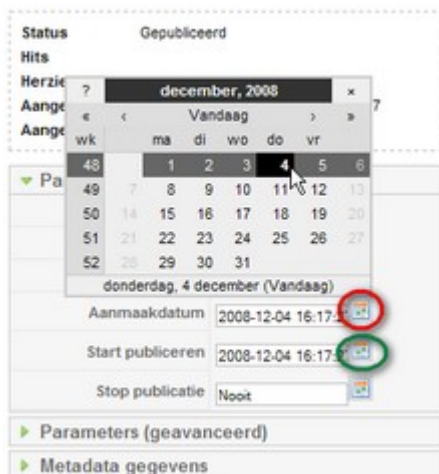 Status Gepubliceerd
Hits
Herzie
? december, 2008 ×
Aange 7
« ‹ Vandaag › »
Aange
wk ma di wo do vr
48 1 2 3 4 5 6
Pa
49 7 8 9 10 11 12 13
50 14 15 16 17 18 19 20
51 21 22 23 24 25 26 27
52 28 29 30 31
donderdag, 4 december (Vandaag)
Aanmaakdatum 2008-12-04 16:17:2
Start publiceren 2008-12-04 16:17:2
Stop publicatie Nooit
Parameters (geavanceerd)
Metadata gegevens